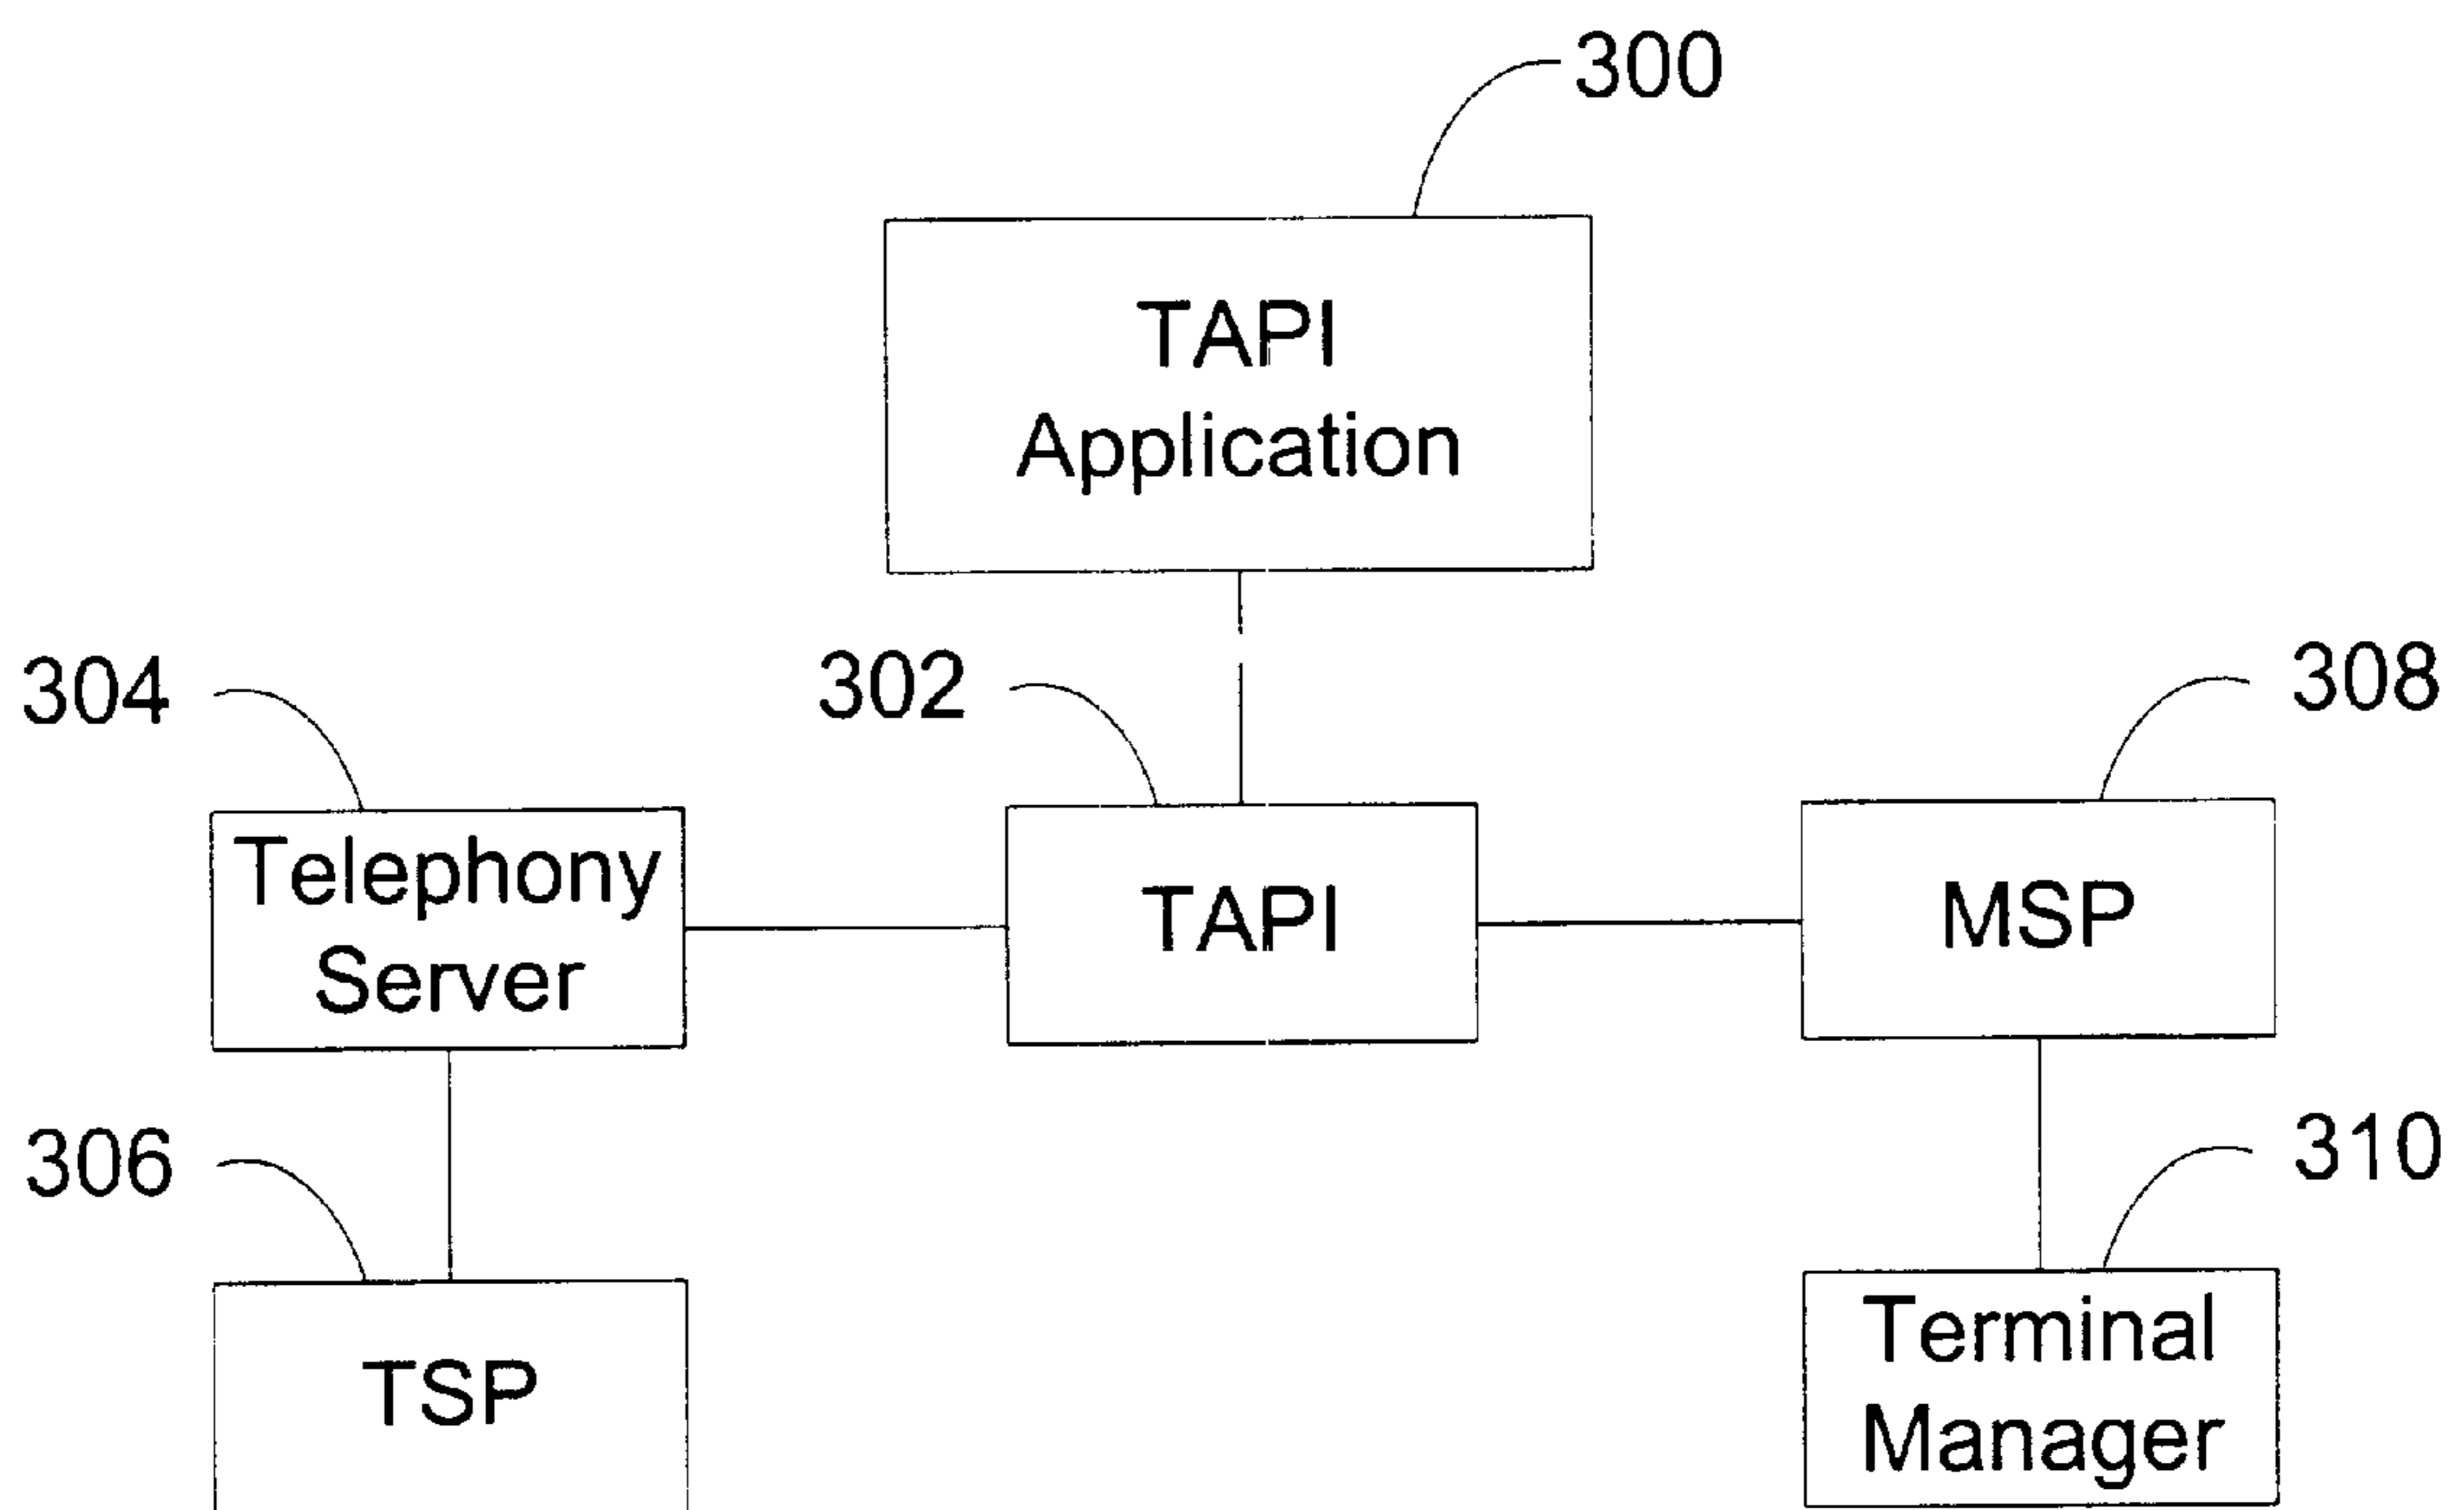 300
TAPI
Application
304
302
308
Telephony
Server
TAPI
MSP
306
310
TSP
Terminal
Manager